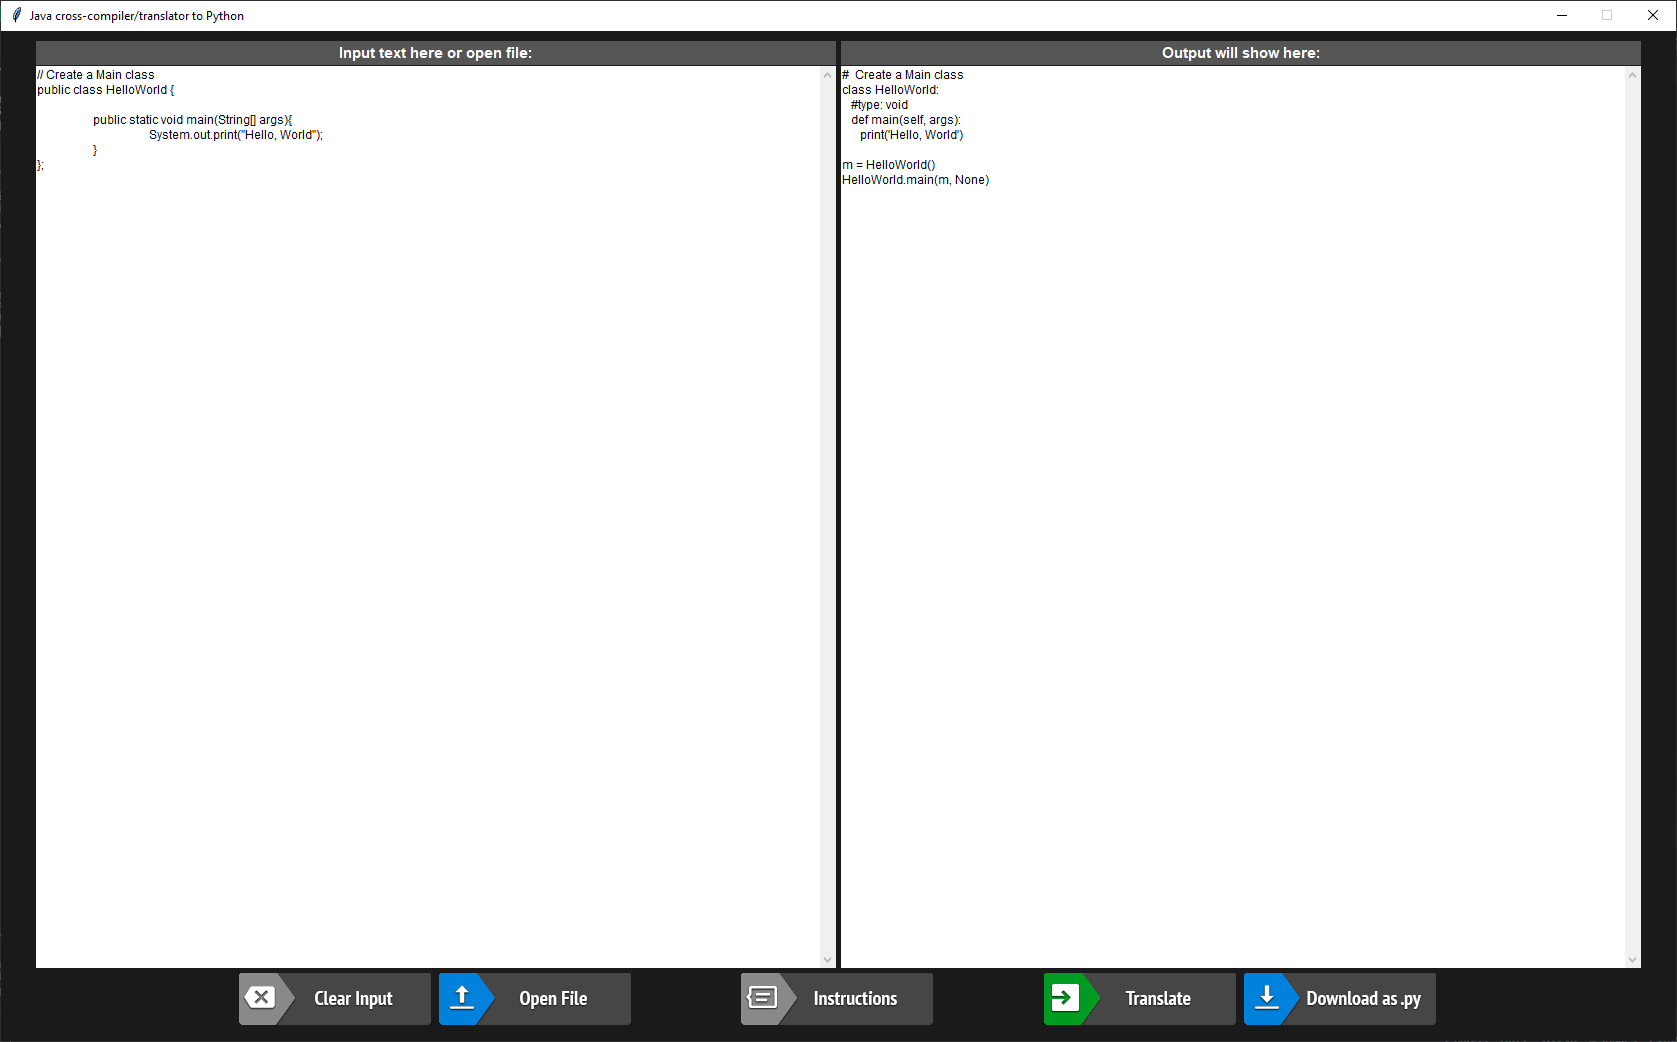 Java cross-compiler/translator to Python
Input text here or open file:
// Create a Main class
public class HelloWorld {
public static void main(String[] args){
System.out.print("Hello, World");
}
};
Output will show here:
#  Create a Main class
class HelloWorld:
   #type: void
   def main(self, args):
      print('Hello, World')
m = HelloWorld()
HelloWorld.main(m, None)
Clear Input
Open File
Instructions
Translate
Download as .py